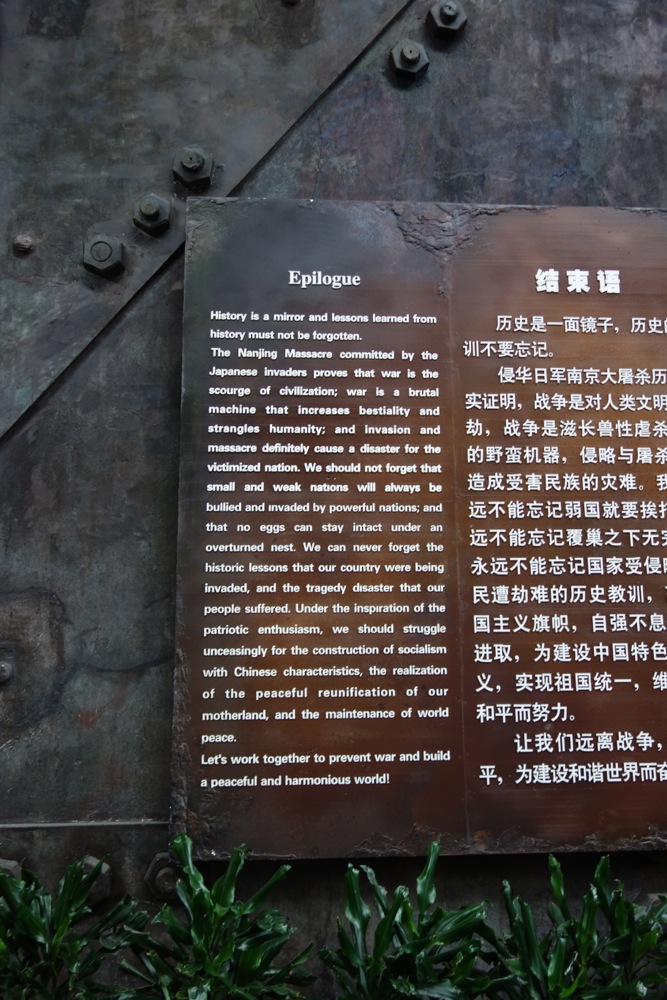 Epilogue
History is a mirror and lessons learned from
history must not be forgotten.
The Nanjing Massacre committed by the
Japanese invaders proves that war is the
scourge of civilization; war is a brutal
machine that increases bestiality and
strangles humanity; and invasion and
massacre definitely cause a disaster for the
victimized nation. We should not forget that
small and weak nations will always be
bullied and invaded by powerful nations; and
that no eggs can stay intact under an
overturned nest. We can never forget the
historic lessons that our country were being
invaded, and the tragedy disaster that our
people suffered. Under the inspiration of the
patriotic enthusiasm, we should struggle
unceasingly for the construction of socialism
with Chinese characteristics, the realization
of the peaceful reunification of our
motherland, and the maintenance of world
peace.
Let's work together to prevent war and build
a peaceful and harmonious world!
结束语
历史是一面镜子，历史
训不要忘记。
侵华日军南京大屠杀历
实证明，战争是对人类文明
劫，战争是滋长兽性虐杀
的野蛮机器，侵略与屠杀
造成受害民族的灾难。
远不能忘记弱国就要挨
远不能忘记覆巢之下无
永远不能忘记国家受侵
民遭劫难的历史教训，
国主义旗帜，自强不息
进取，为建设中国特色
义，实现祖国统一，维
和平而努力。
让我们远离战争，
平，为建设和谐世界而奋